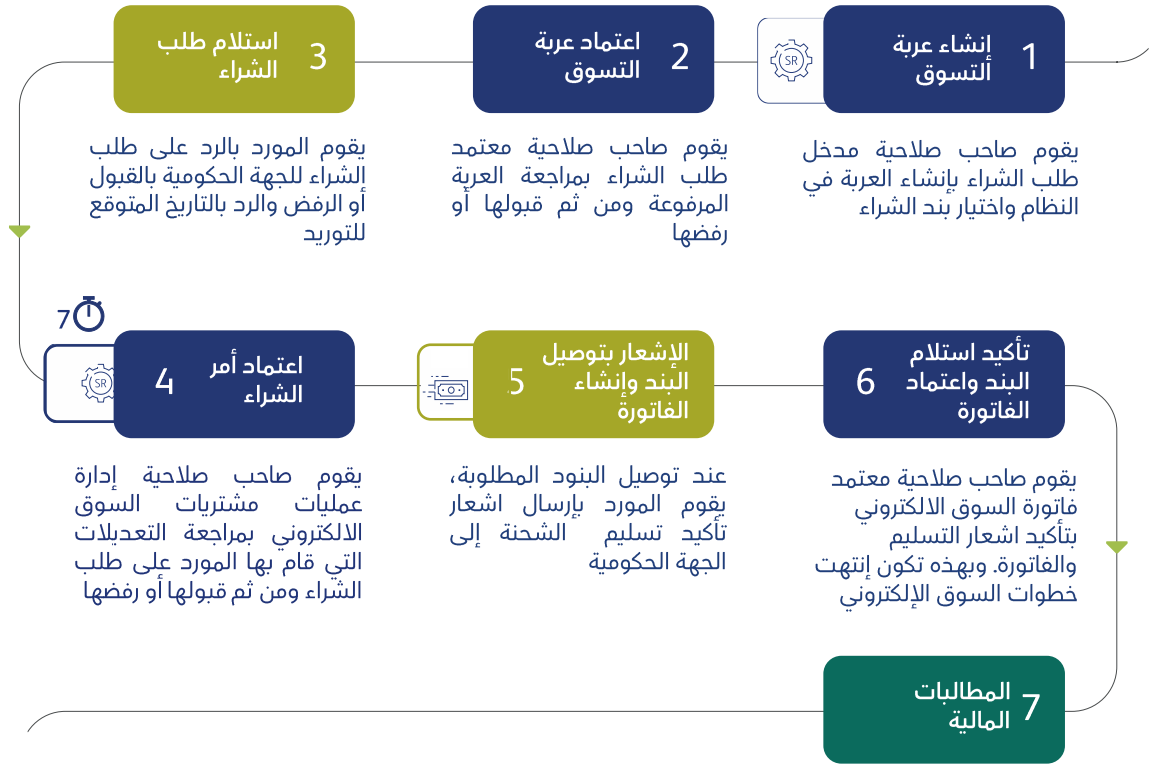 1
إنشاء عربة
التسوق
SR
يقوم صاحب صلاحية مدخل
طلب الشراء بإنشاء العربة في
النظام واختيار بند الشراء
2
اعتماد عربة
التسوق
يقوم صاحب صلاحية معتمد
طلب الشراء بمراجعة العربة
المرفوعة ومن ثم قبولها أو
رفضها
3
استلام طلب
الشراء
يقوم المورد بالرد على طلب
الشراء للجهة الحكومية بالقبول
أو الرفض والرد بالتاريخ المتوقع
للتوريد
7
SR
4
اعتماد أمر
الشراء
يقوم صاحب صلاحية إدارة
عمليات مشتريات السوق
الالكتروني بمراجعة التعديلات
التي قام بها المورد على طلب
الشراء ومن ثم قبولها أو رفضها
5
الإشعار بتوصيل
البند وإنشاء
الفاتورة
عند توصيل البنود المطلوبة،
يقوم المورد بإرسال اشعار
تأكيد تسليم الشحنة إلى
الجهة الحكومية
6
تأكيد استلام
البند واعتماد
الفاتورة
يقوم صاحب صلاحية معتمد
فاتورة السوق الالكتروني
بتأكيد اشعار التسليم
والفاتورة. وبهذه تكون إنتهت
خطوات السوق الإلكتروني
7
المطالبات
المالية